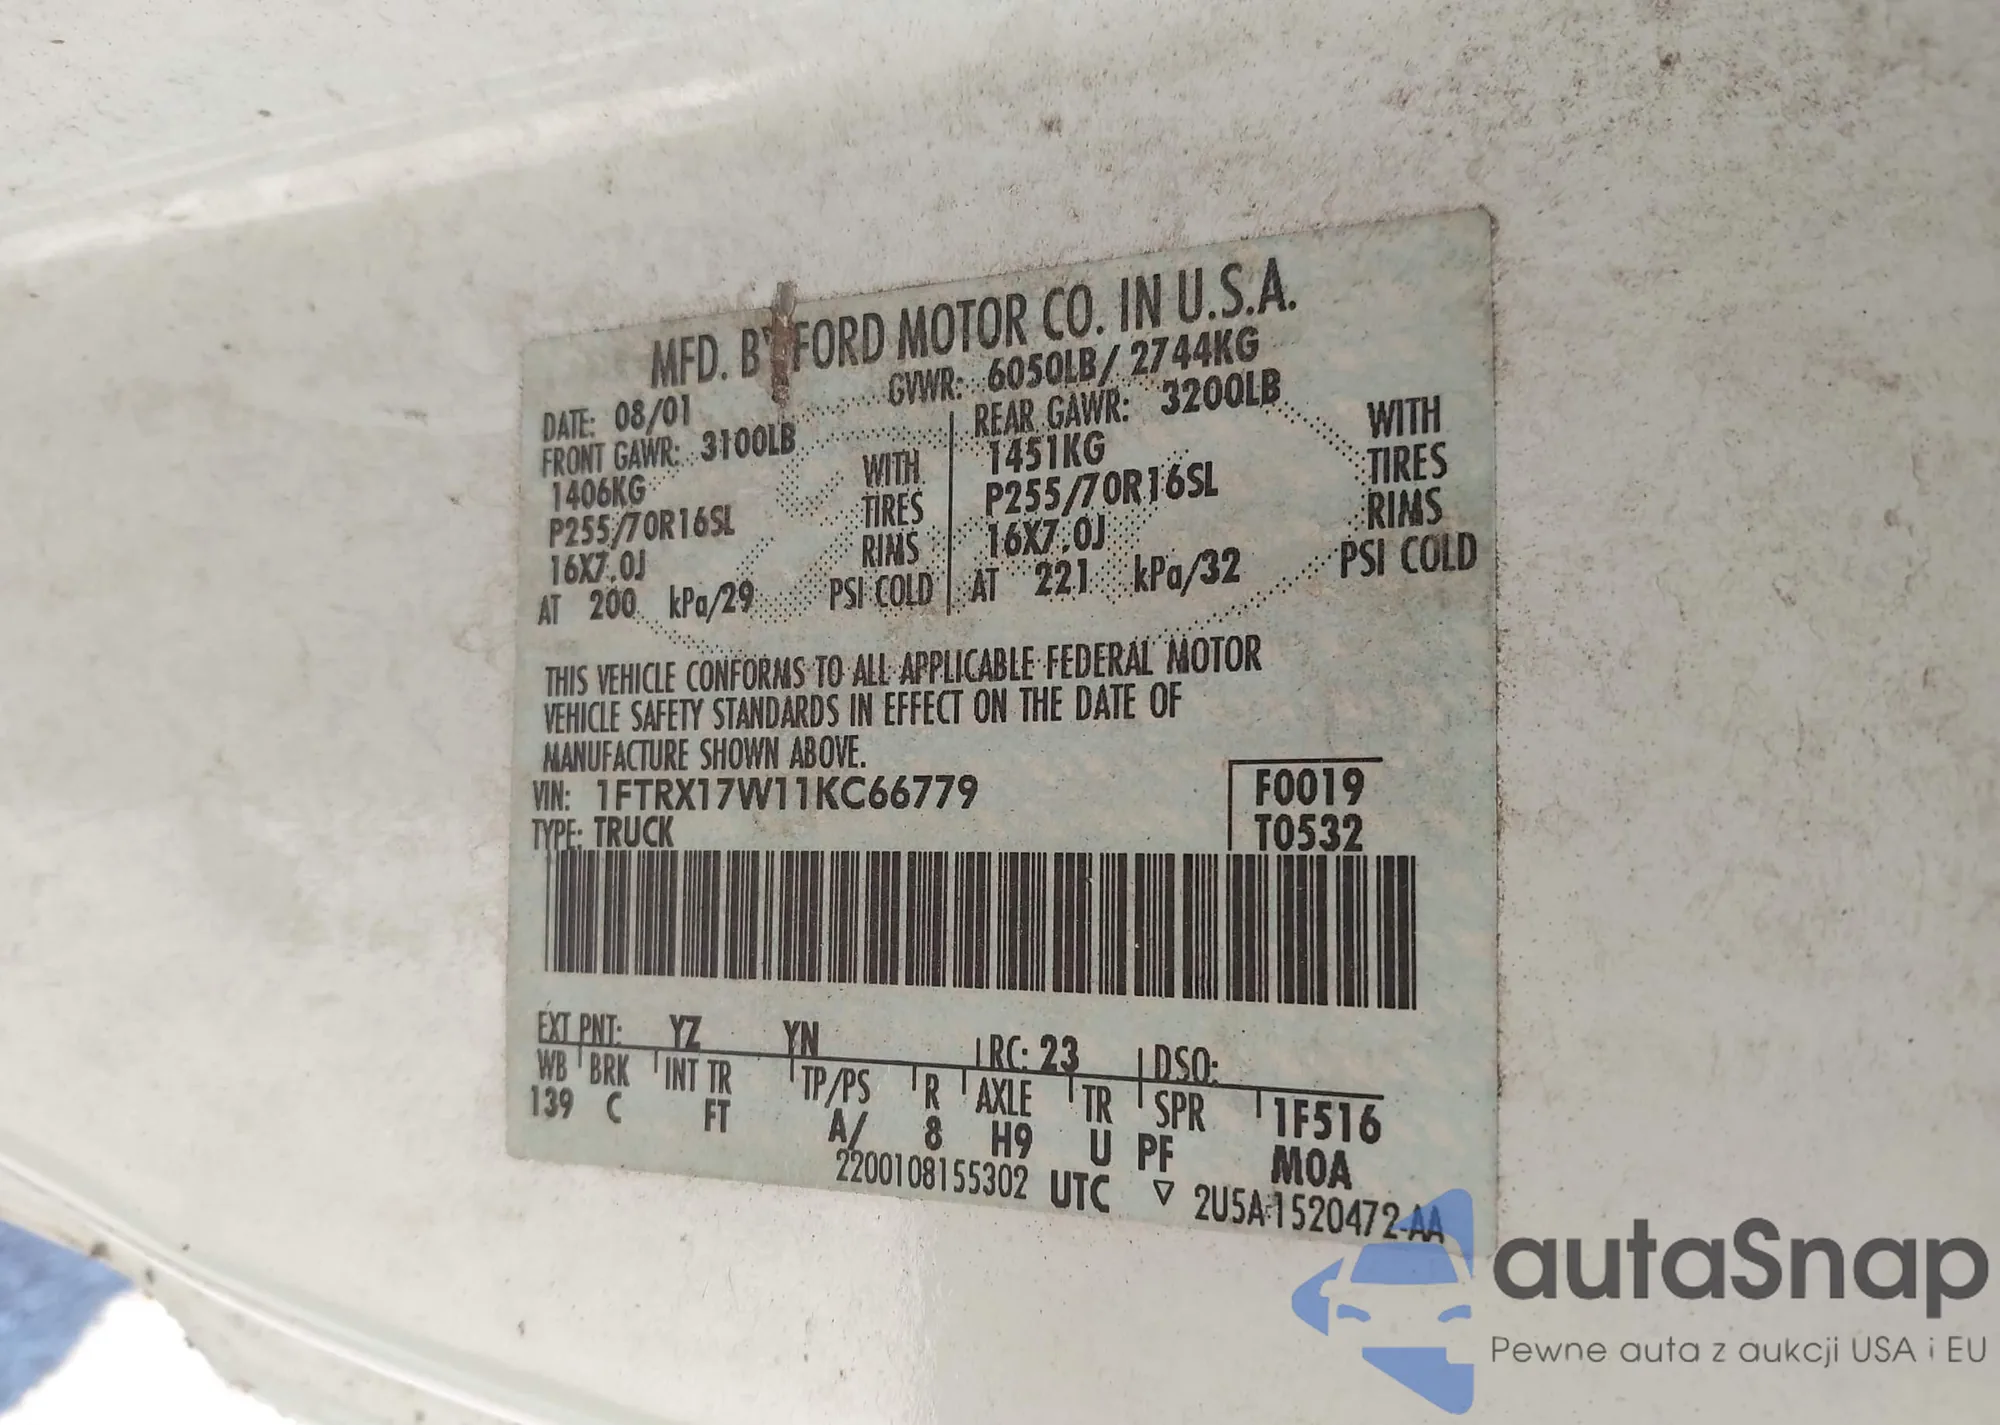 MFD. BY FORD MOTOR CO. IN U.S.A.
DATE: 08/01 GVWR: 6050LB/ 2744KG
FRONT GAWR: 3100LB REAR GAWR: 3200LB
1406KG WITH 1451KG WITH
P255/70R16SL TIRES P255/70R16SL TIRES
16X7.0J RIMS 16X7.0J RIMS
AT 200 kPa/29 PSI COLD AT 221 kPa/32 PSI COLD
THIS VEHICLE CONFORMS TO ALL APPLICABLE FEDERAL MOTOR
VEHICLE SAFETY STANDARDS IN EFFECT ON THE DATE OF
MANUFACTURE SHOWN ABOVE.
VIN: 1FTRX17W11KC66779 F0019
TYPE: TRUCK T0532
EXT PNT: YZ YN RC: 23 DSO:
WB BRK INT TR TP/PS R AXLE TR SPR 1F516
139 C FT A/ 8 H9 U PF M0A
2200108155302 UTC ▽ 2U5A-1520472-AA
autaSnap
Pewne auta z aukcji USA i EU